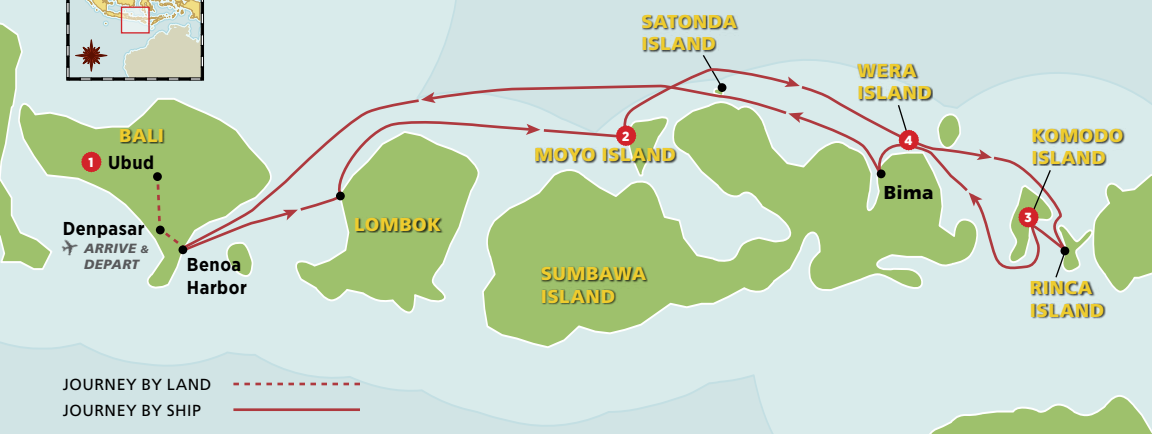 SATONDA
ISLAND
WERA
ISLAND
KOMODO
ISLAND
BALI
1 Ubud
2
MOYO ISLAND
4
Bima
3
LOMBOK
Denpasar
ARRIVE &
DEPART
Benoa
Harbor
SUMBAWA
ISLAND
RINCA
ISLAND
JOURNEY BY LAND
JOURNEY BY SHIP